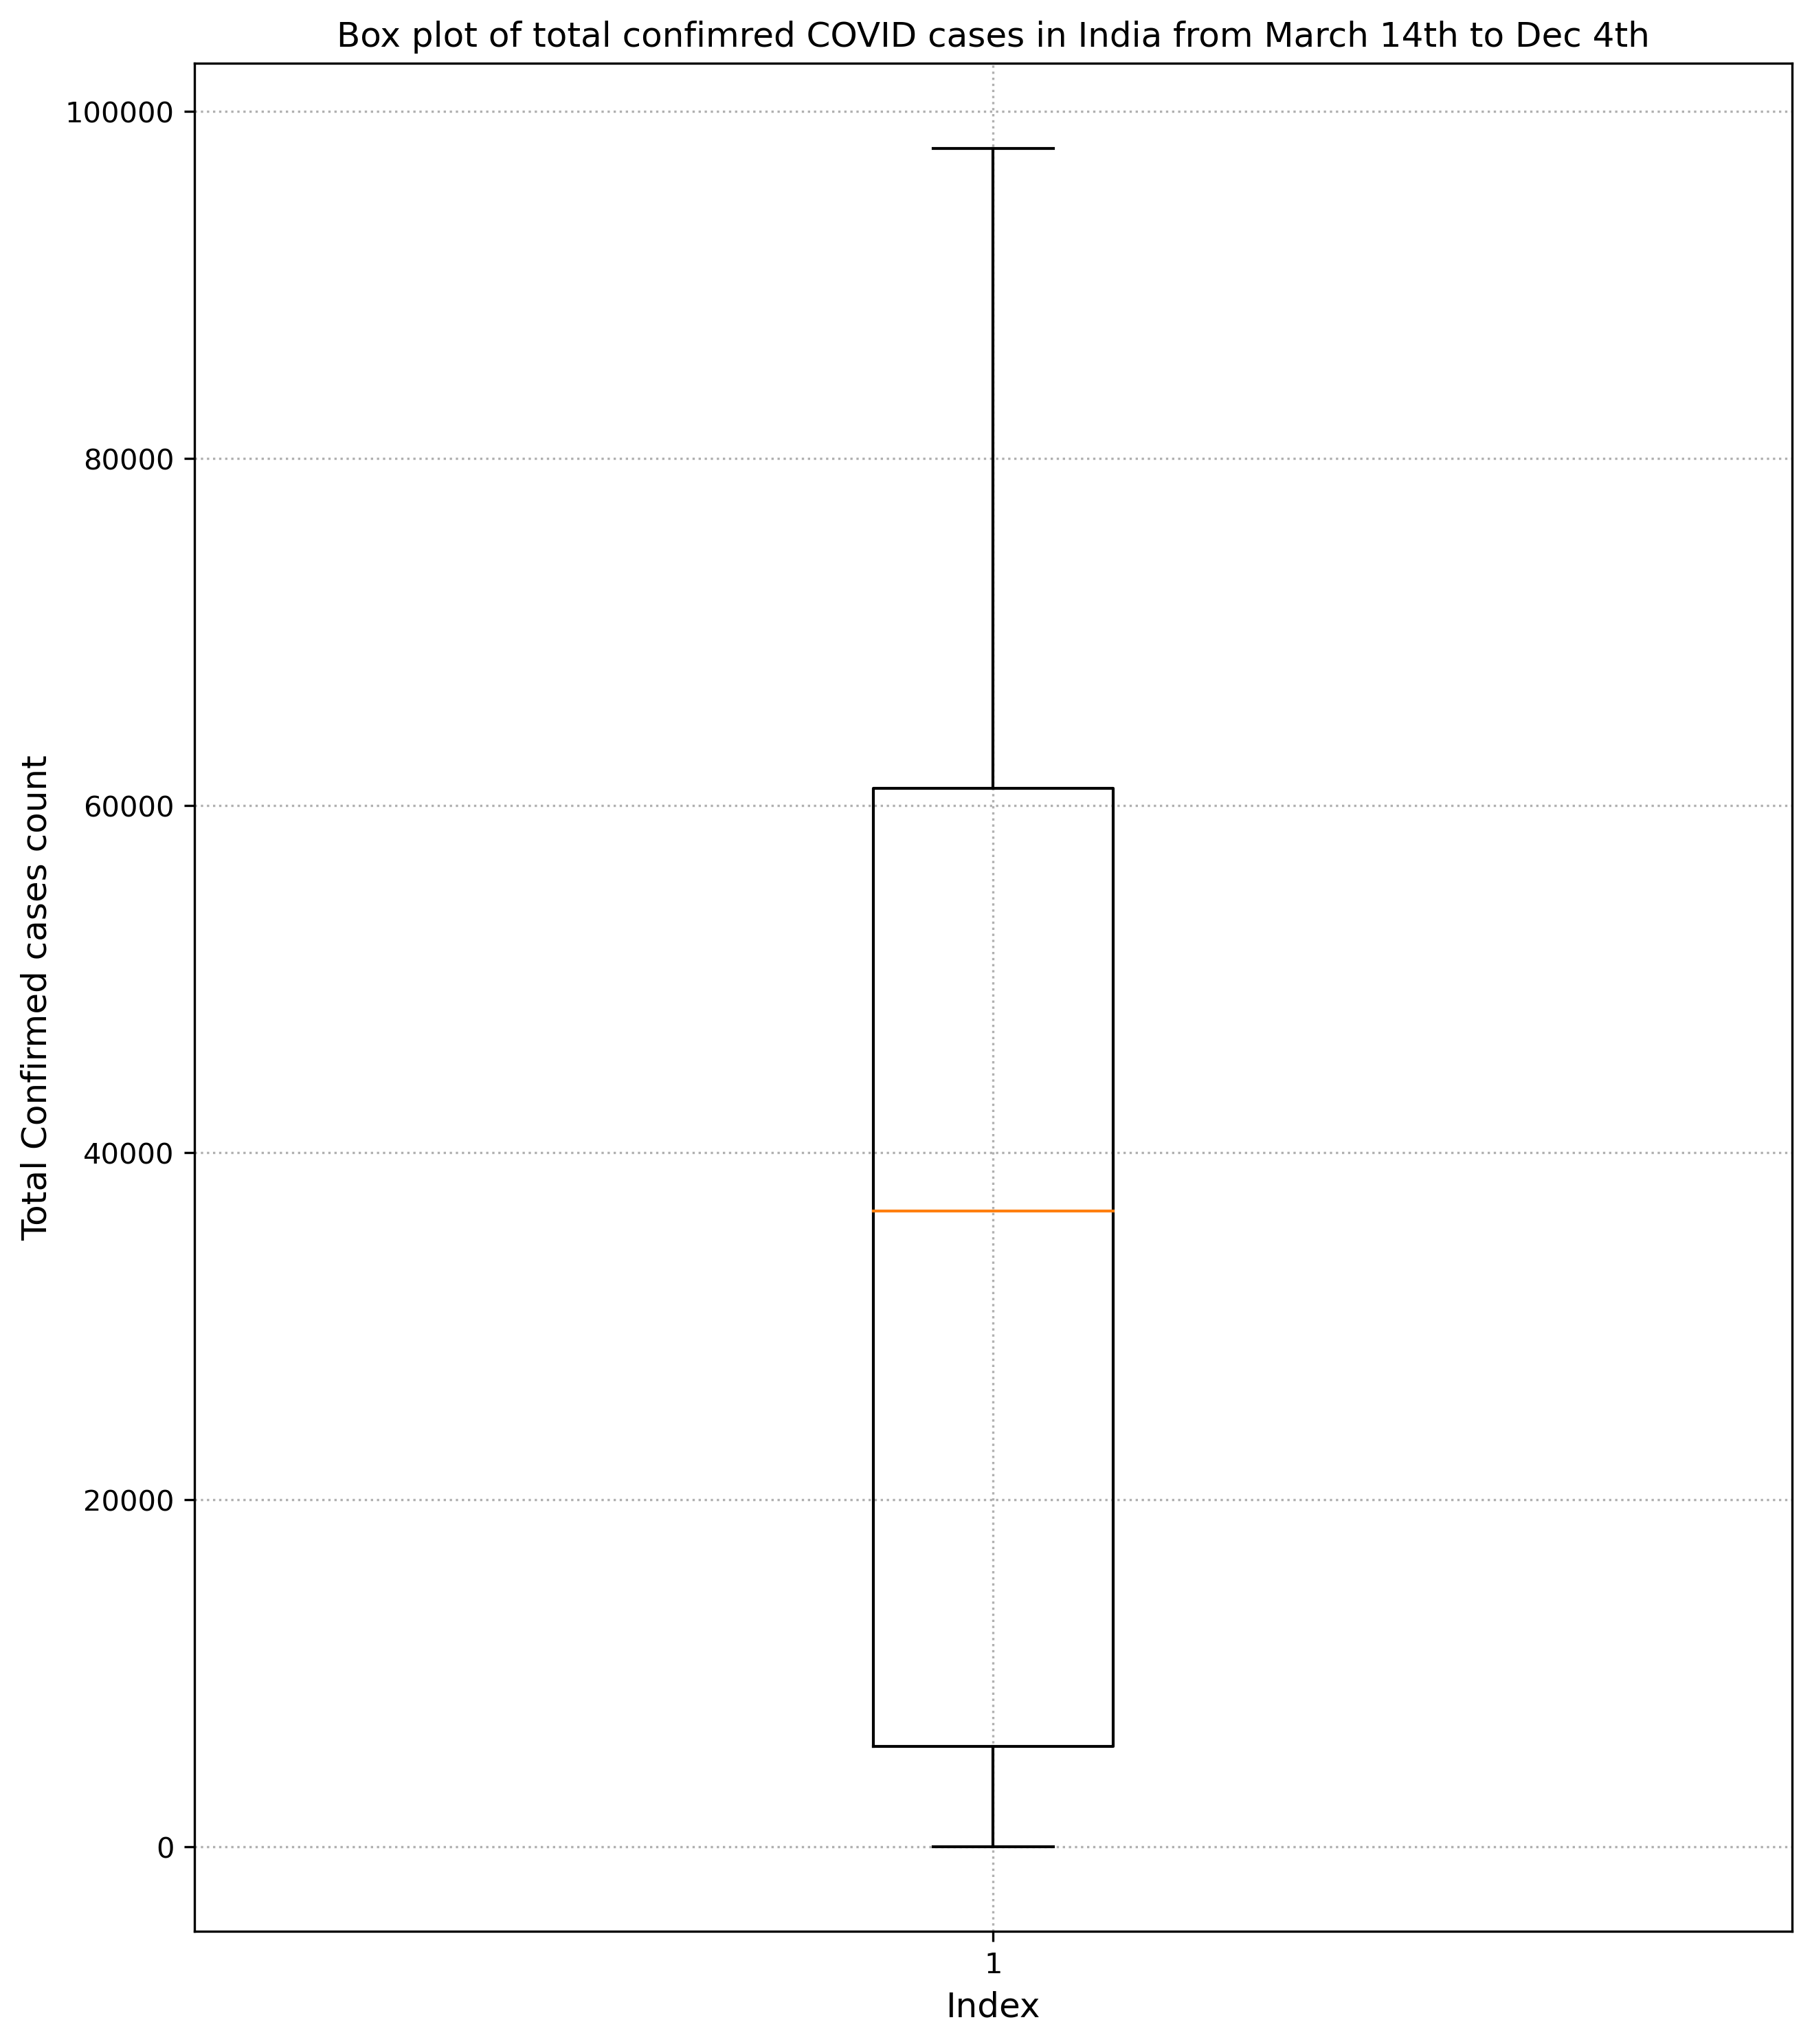 Box plot of total confimred COVID cases in India from March 14th to Dec 4th
100000
80000
60000
40000
20000
0
Total Confirmed cases count
1
Index